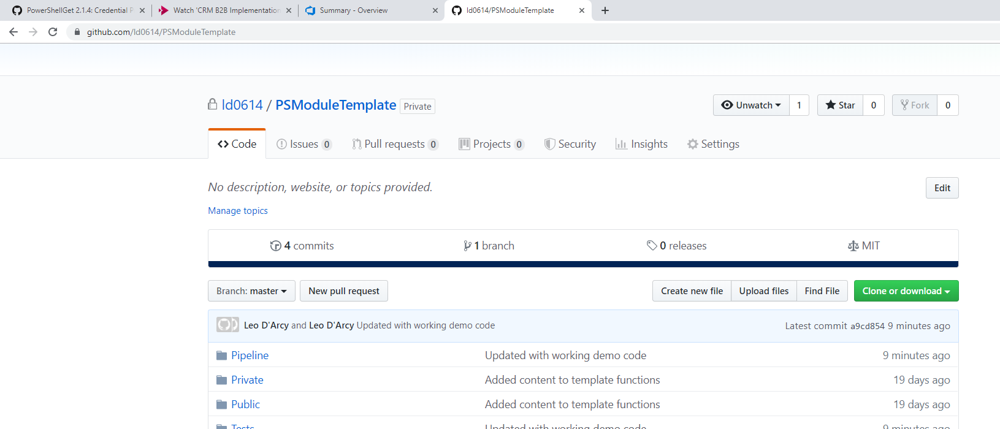 PowerShellGet 2.1.4: Credential P
Watch 'CRM B2B Implementation
Summary - Overview
ld0614/PSModuleTemplate
github.com/ld0614/PSModuleTemplate
ld0614 / PSModuleTemplate Private
Unwatch 1 Star 0 Fork 0
Code Issues 0 Pull requests 0 Projects 0 Security Insights Settings
No description, website, or topics provided.
Edit
Manage topics
4 commits 1 branch 0 releases MIT
Branch: master New pull request Create new file Upload files Find File Clone or download
Leo D'Arcy and Leo D'Arcy Updated with working demo code Latest commit a9cd854 9 minutes ago
Pipeline Updated with working demo code 9 minutes ago
Private Added content to template functions 19 days ago
Public Added content to template functions 19 days ago
Tests Updated with working demo code 9 minutes ago